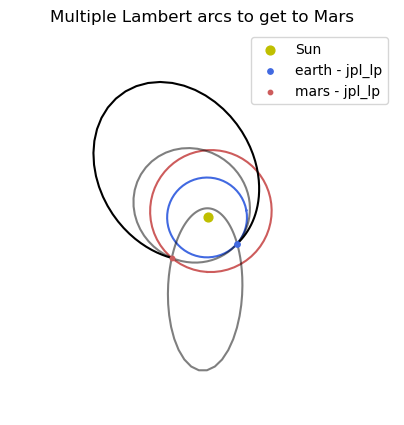 Multiple Lambert arcs to get to Mars
Sun
earth - jpl_lp
mars - jpl_lp